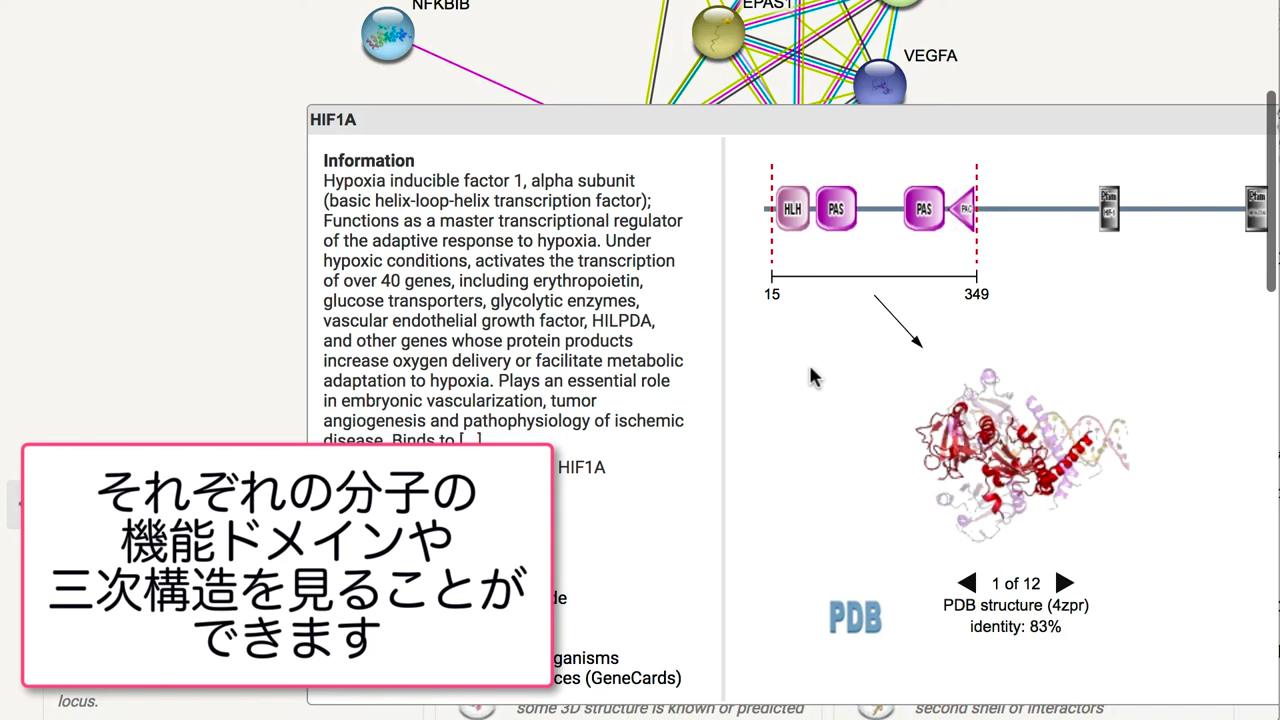 NFKBIB
EPAS1
VEGFA
HIF1A
Information
Hypoxia inducible factor 1, alpha subunit
(basic helix-loop-helix transcription factor);
Functions as a master transcriptional regulator
of the adaptive response to hypoxia. Under
hypoxic conditions, activates the transcription
of over 40 genes, including erythropoietin,
glucose transporters, glycolytic enzymes,
vascular endothelial growth factor, HILPDA,
and other genes whose protein products
increase oxygen delivery or facilitate metabolic
adaptation to hypoxia. Plays an essential role
in embryonic vascularization, tumor
angiogenesis and pathophysiology of ischemic
disease. Binds to [...]
HIF1A
de
ganisms
ces (GeneCards)
HLH
PAS
PAS
PAC
Pfam
HIF-1
Pfam
15
349
1 of 12
PDB structure (4zpr)
identity: 83%
PDB
それぞれの分子の
機能ドメインや
三次構造を見ることが
できます
locus.
some 3D structure is known or predicted
second shell of interactors